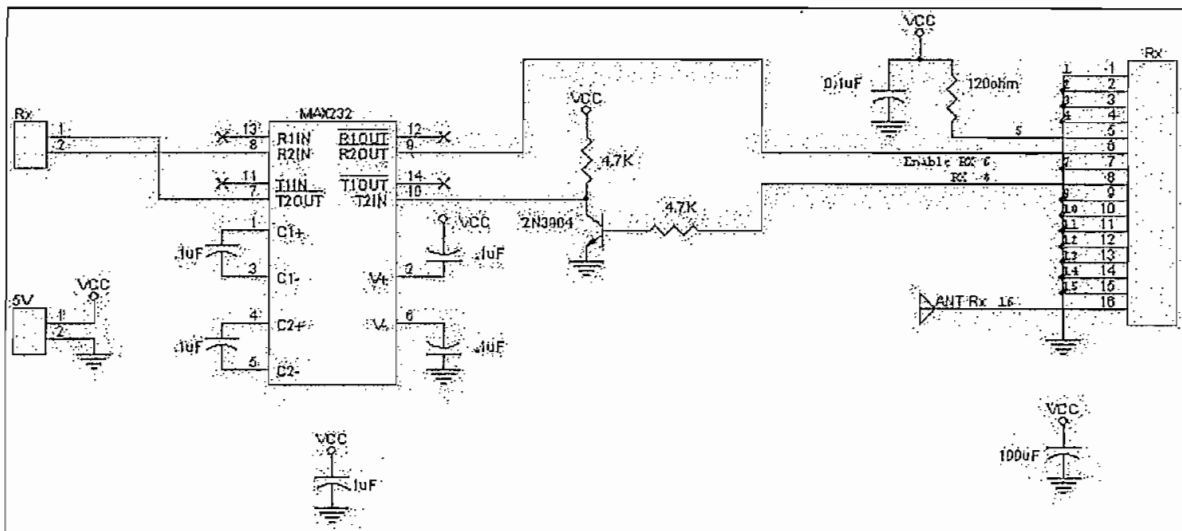 VCC
Rx
0.1uF
120ohm
1 1
2 2
3 3
4 4
5
5
6
7
8
9 9
10 10
11 11
12 12
13 13
14 14
15 15
16
Enable RX 6
RX
ANT Rx 16
MAX232
Rx
1
2
13 R1IN R1OUT 12
8 R2IN R2OUT 9
11 T1IN T1OUT 14
7 T2OUT T2IN 10
1 C1+
3 C1-
4 C2+
5 C2-
2
6
.1uF
.1uF
VCC
.1uF
.1uF
VCC
4.7K
2N3904
4.7K
5V
1
2
VCC
VCC
1uF
VCC
100uF